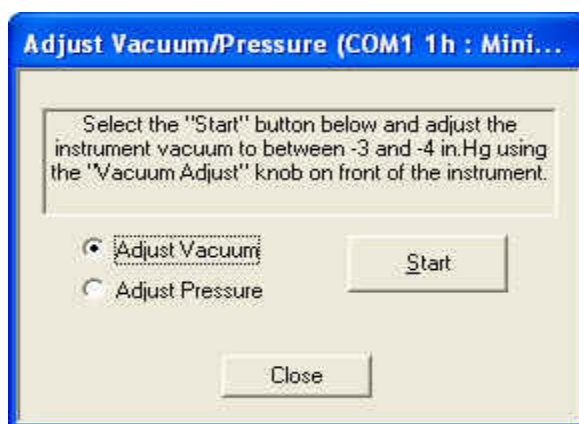 Adjust Vacuum/Pressure (COM1 1h : Mini...
Select the "Start" button below and adjust the
instrument vacuum to between -3 and -4 in.Hg using
the "Vacuum Adjust" knob on front of the instrument.
Adjust Vacuum
Start
Adjust Pressure
Close